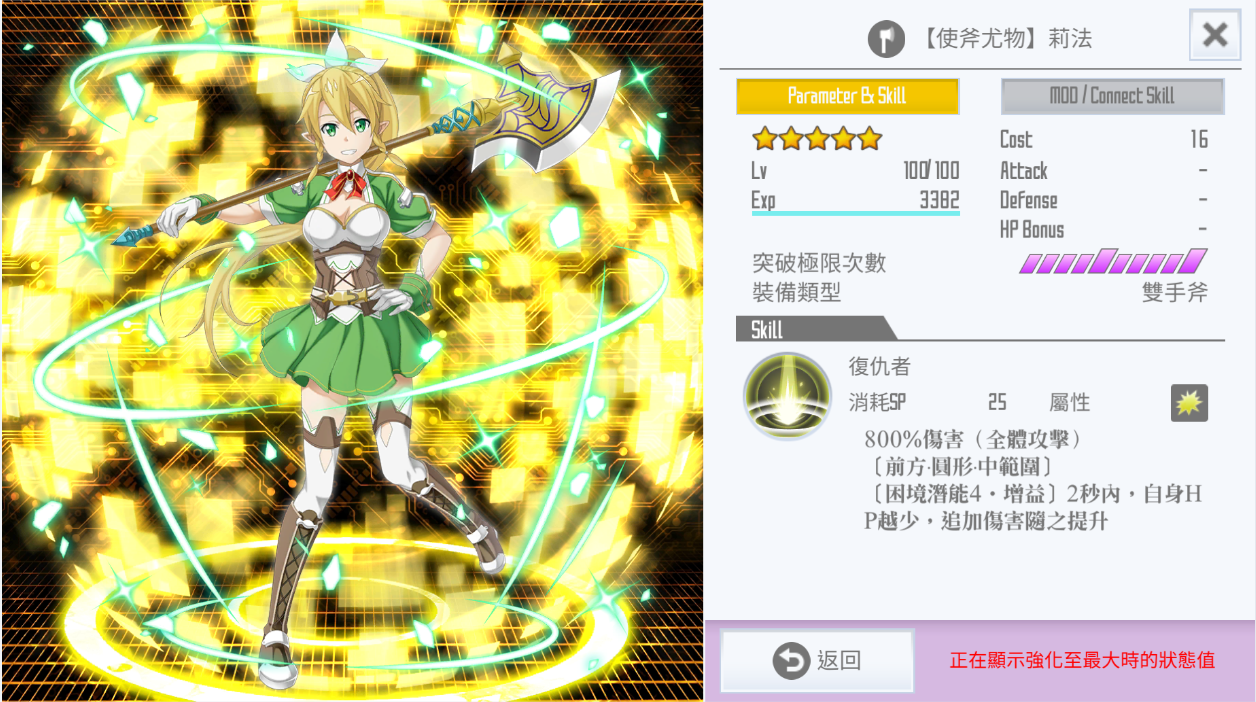 【使斧尤物】莉法
Parameter & Skill
MOD / Connect Skill
Lv 100/100
Exp 3382
Cost 16
Attack -
Defense -
HP Bonus -
突破極限次數
裝備類型 雙手斧
Skill
復仇者
消耗SP 25 屬性
800%傷害（全體攻擊）
〔前方·圓形·中範圍〕
〔困境潛能4・增益〕2秒內，自身H
P越少，追加傷害隨之提升
返回
正在顯示強化至最大時的狀態值